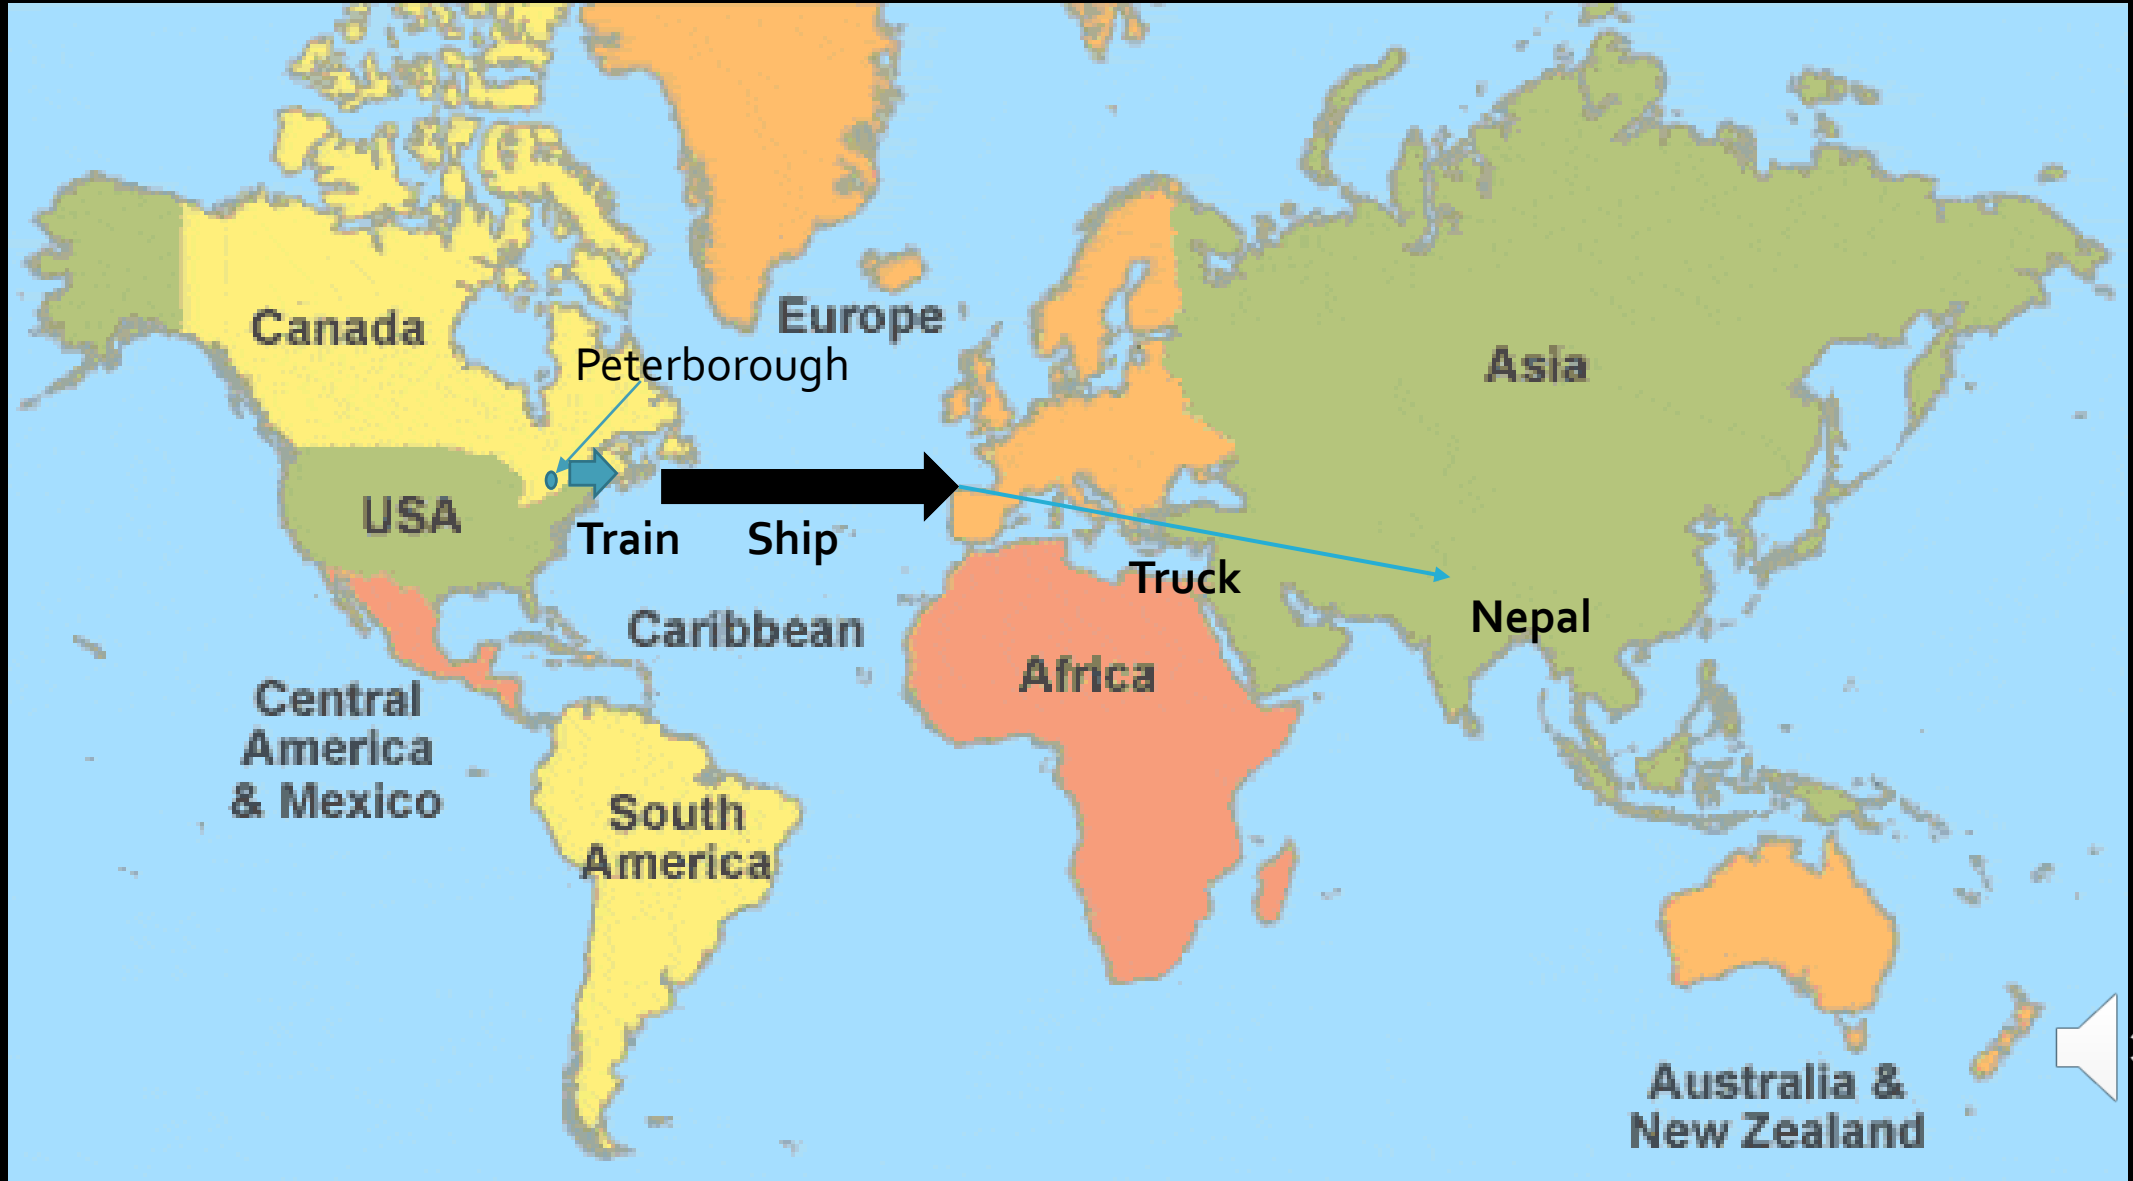 Canada
Europe
Peterborough
Asia
USA
Train
Ship
Truck
Nepal
Caribbean
Africa
Central
America
& Mexico
South
America
Australia &
New Zealand